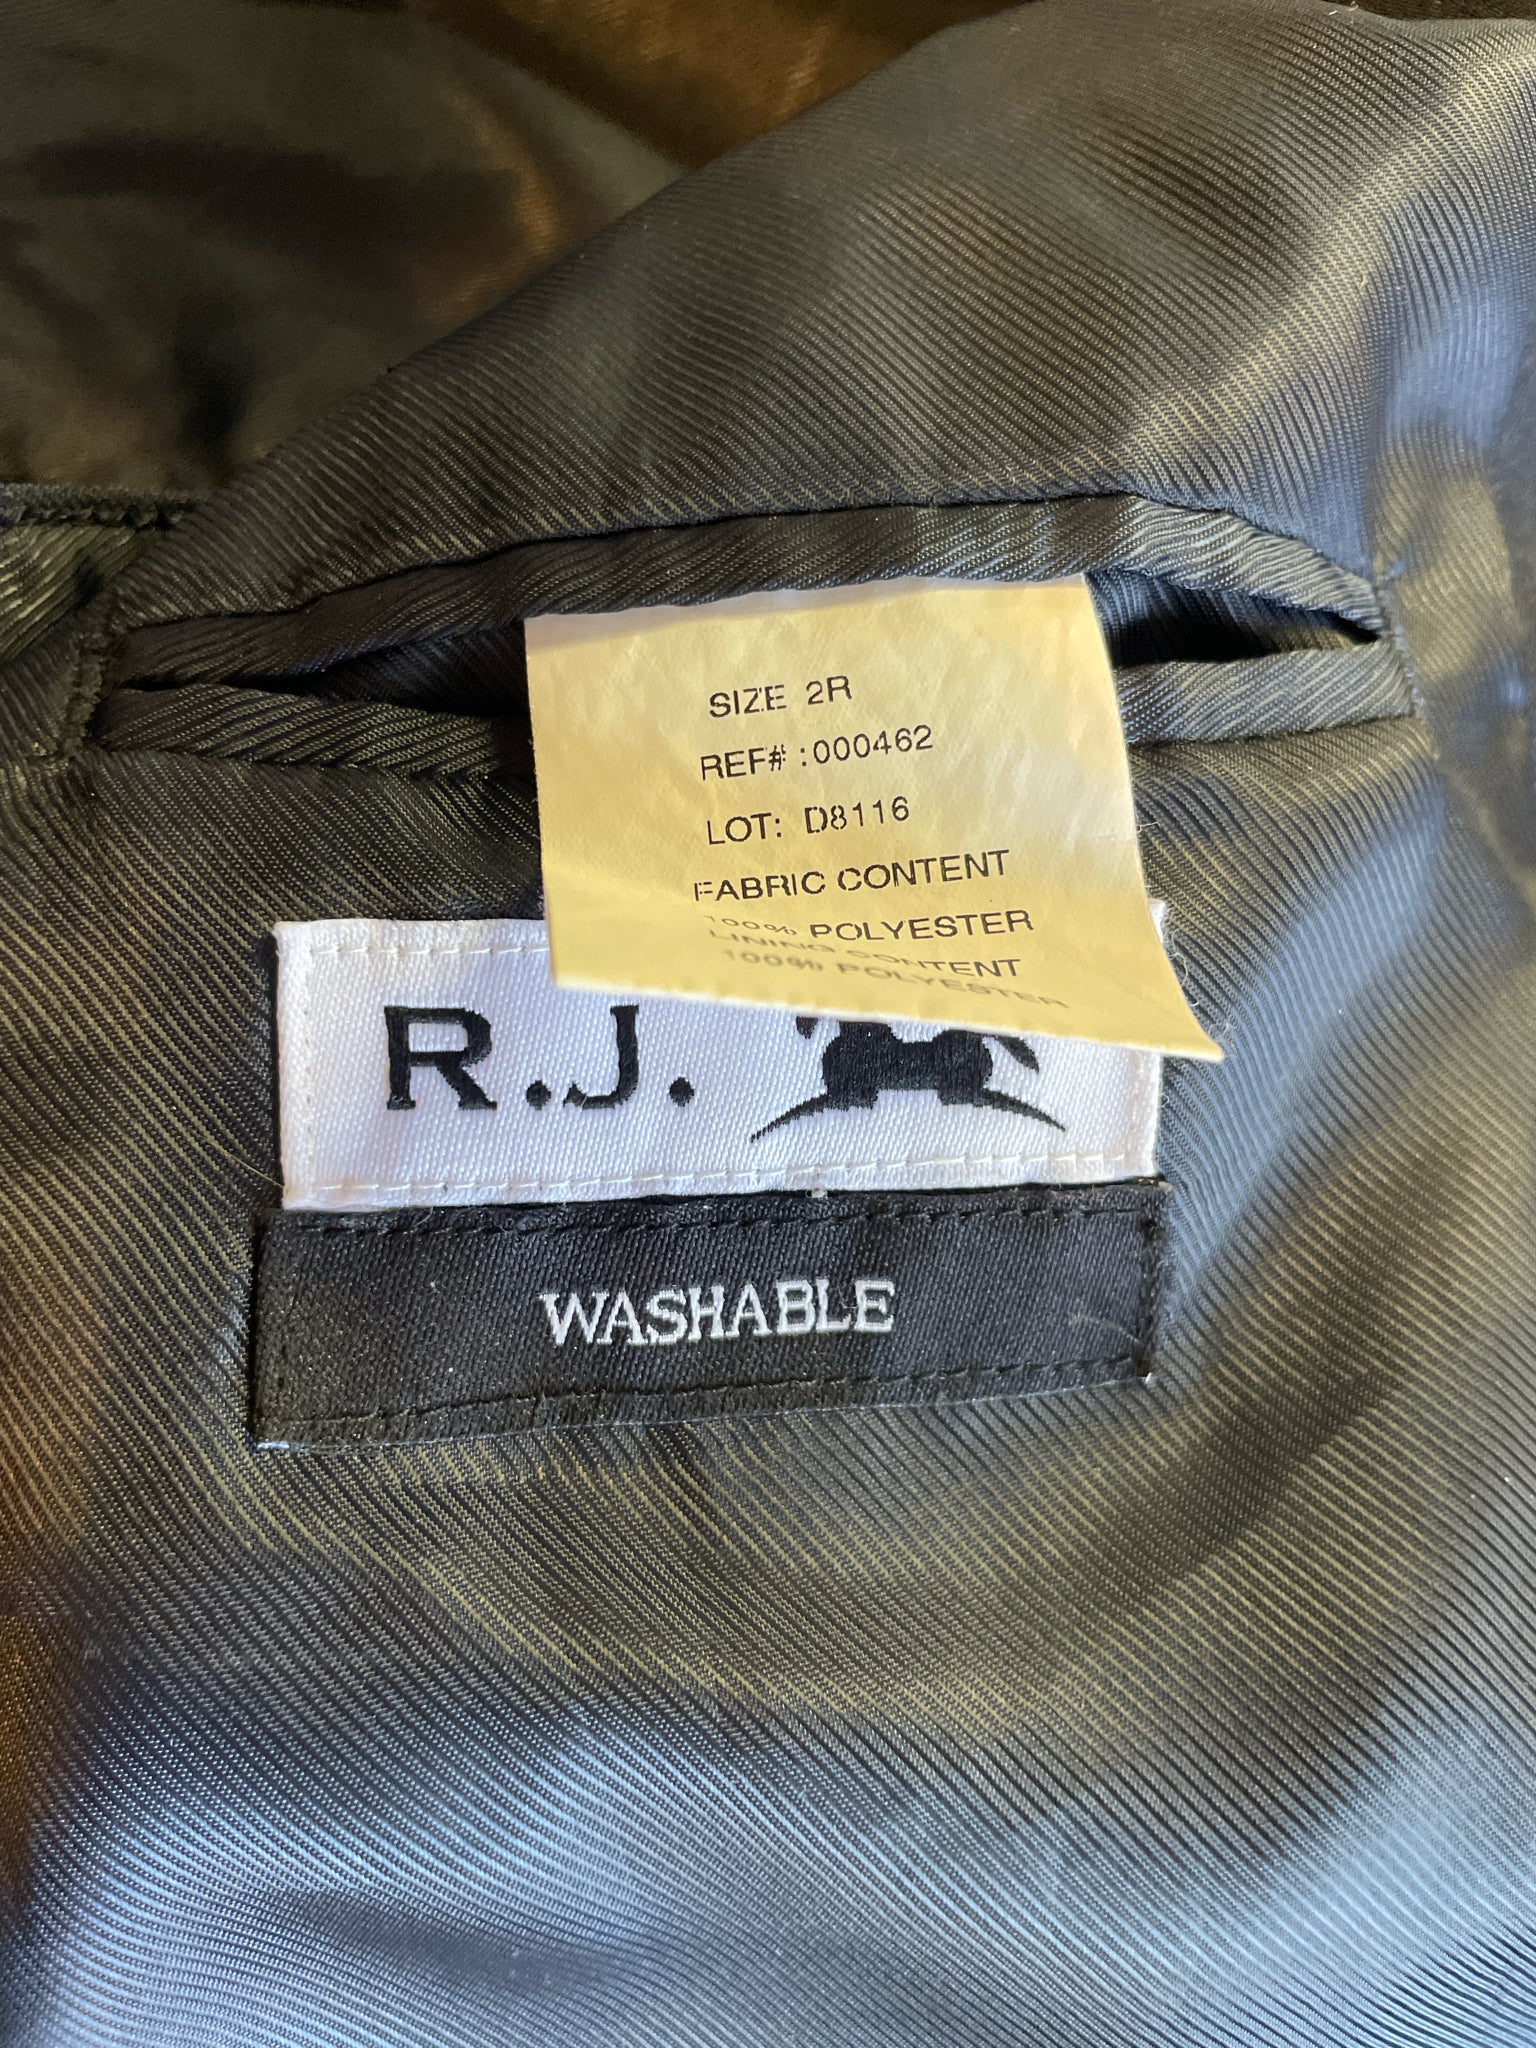 SIZE 2R
REF# :000462
LOT: D8116
FABRIC CONTENT
100% POLYESTER
LINING CONTENT
100% POLYESTER
R.J.
WASHABLE